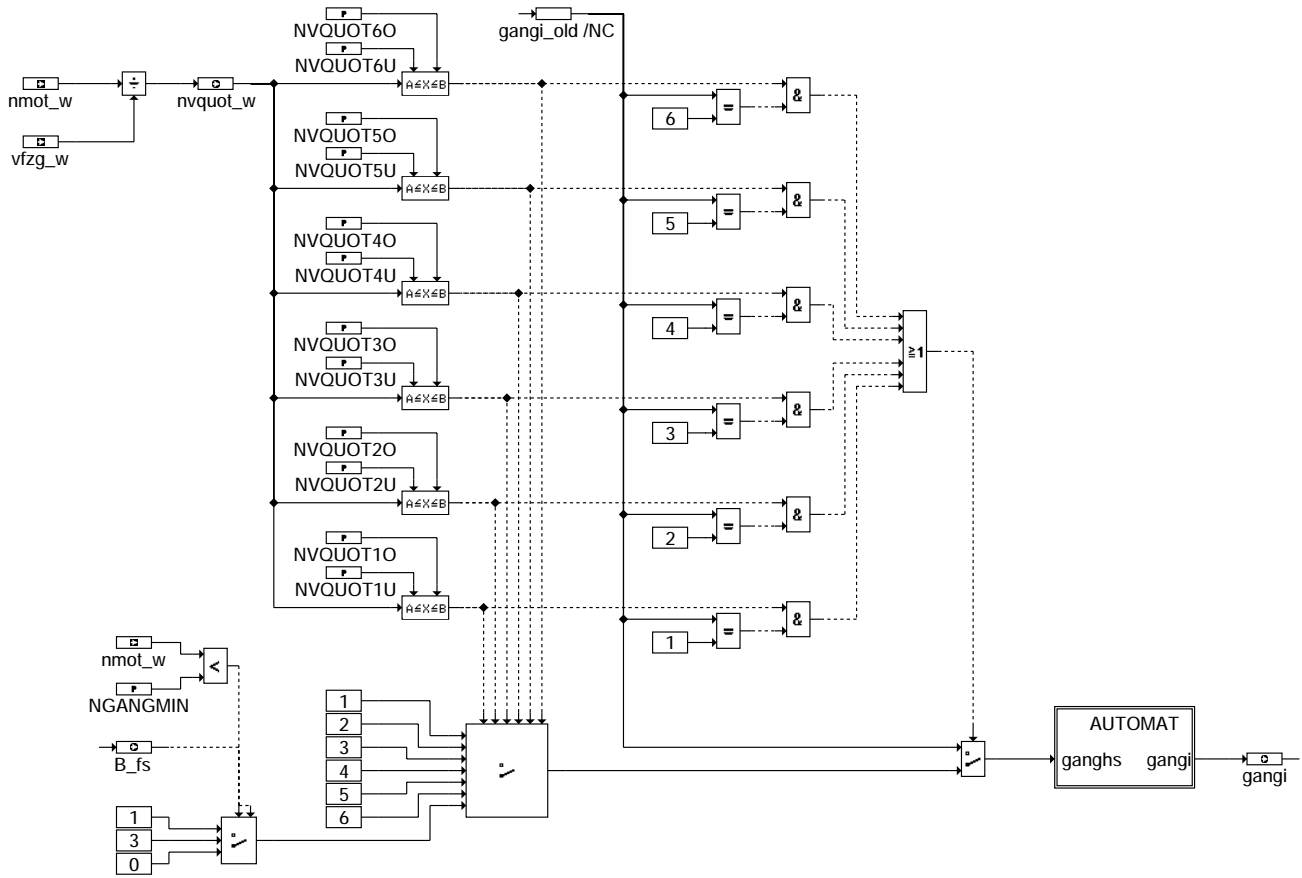 NVQUOT6O
P
NVQUOT6U
P
A≤X≤B
gangi_old /NC
nmot_w
÷
nvquot_w
vfzg_w
6
=
&
NVQUOT5O
P
NVQUOT5U
P
A≤X≤B
5
=
&
NVQUOT4O
P
NVQUOT4U
P
A≤X≤B
4
=
&
NVQUOT3O
P
NVQUOT3U
P
A≤X≤B
3
=
&
≥1
NVQUOT2O
P
NVQUOT2U
P
A≤X≤B
2
=
&
NVQUOT1O
P
NVQUOT1U
P
A≤X≤B
1
=
&
nmot_w
<
P
NGANGMIN
B_fs
1
3
0
1
2
3
4
5
6
AUTOMAT
ganghs gangi
gangi